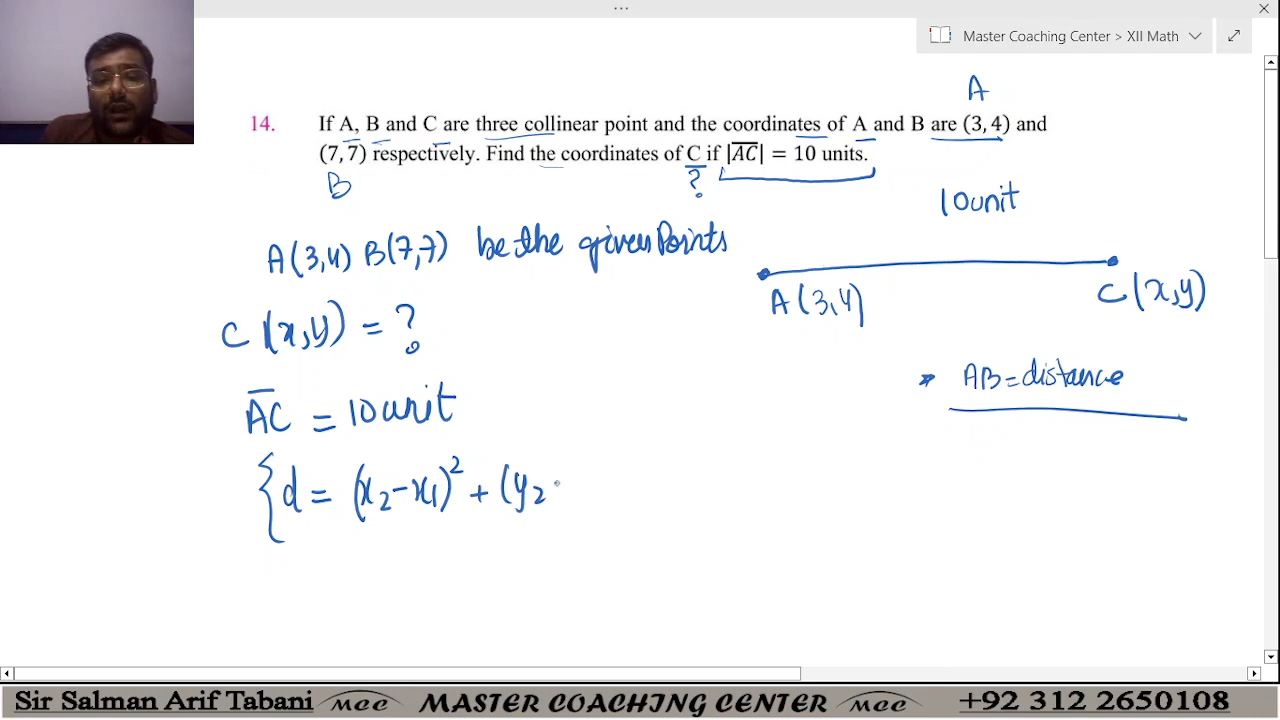 Master Coaching Center > XII Math
A
14. If A, B and C are three collinear point and the coordinates of A and B are (3, 4) and
(7, 7) respectively. Find the coordinates of C if |AC| = 10 units.
B
?
10unit
A(3,4) B(7,7) be the given Points
A(3,4)
C(x,y)
C(x,y) = ?
AB=distance
AC = 10unit
d = (x₂-x₁)² + (y₂
Sir Salman Arif Tabani mcc MASTER COACHING CENTER mcc +92 312 2650108